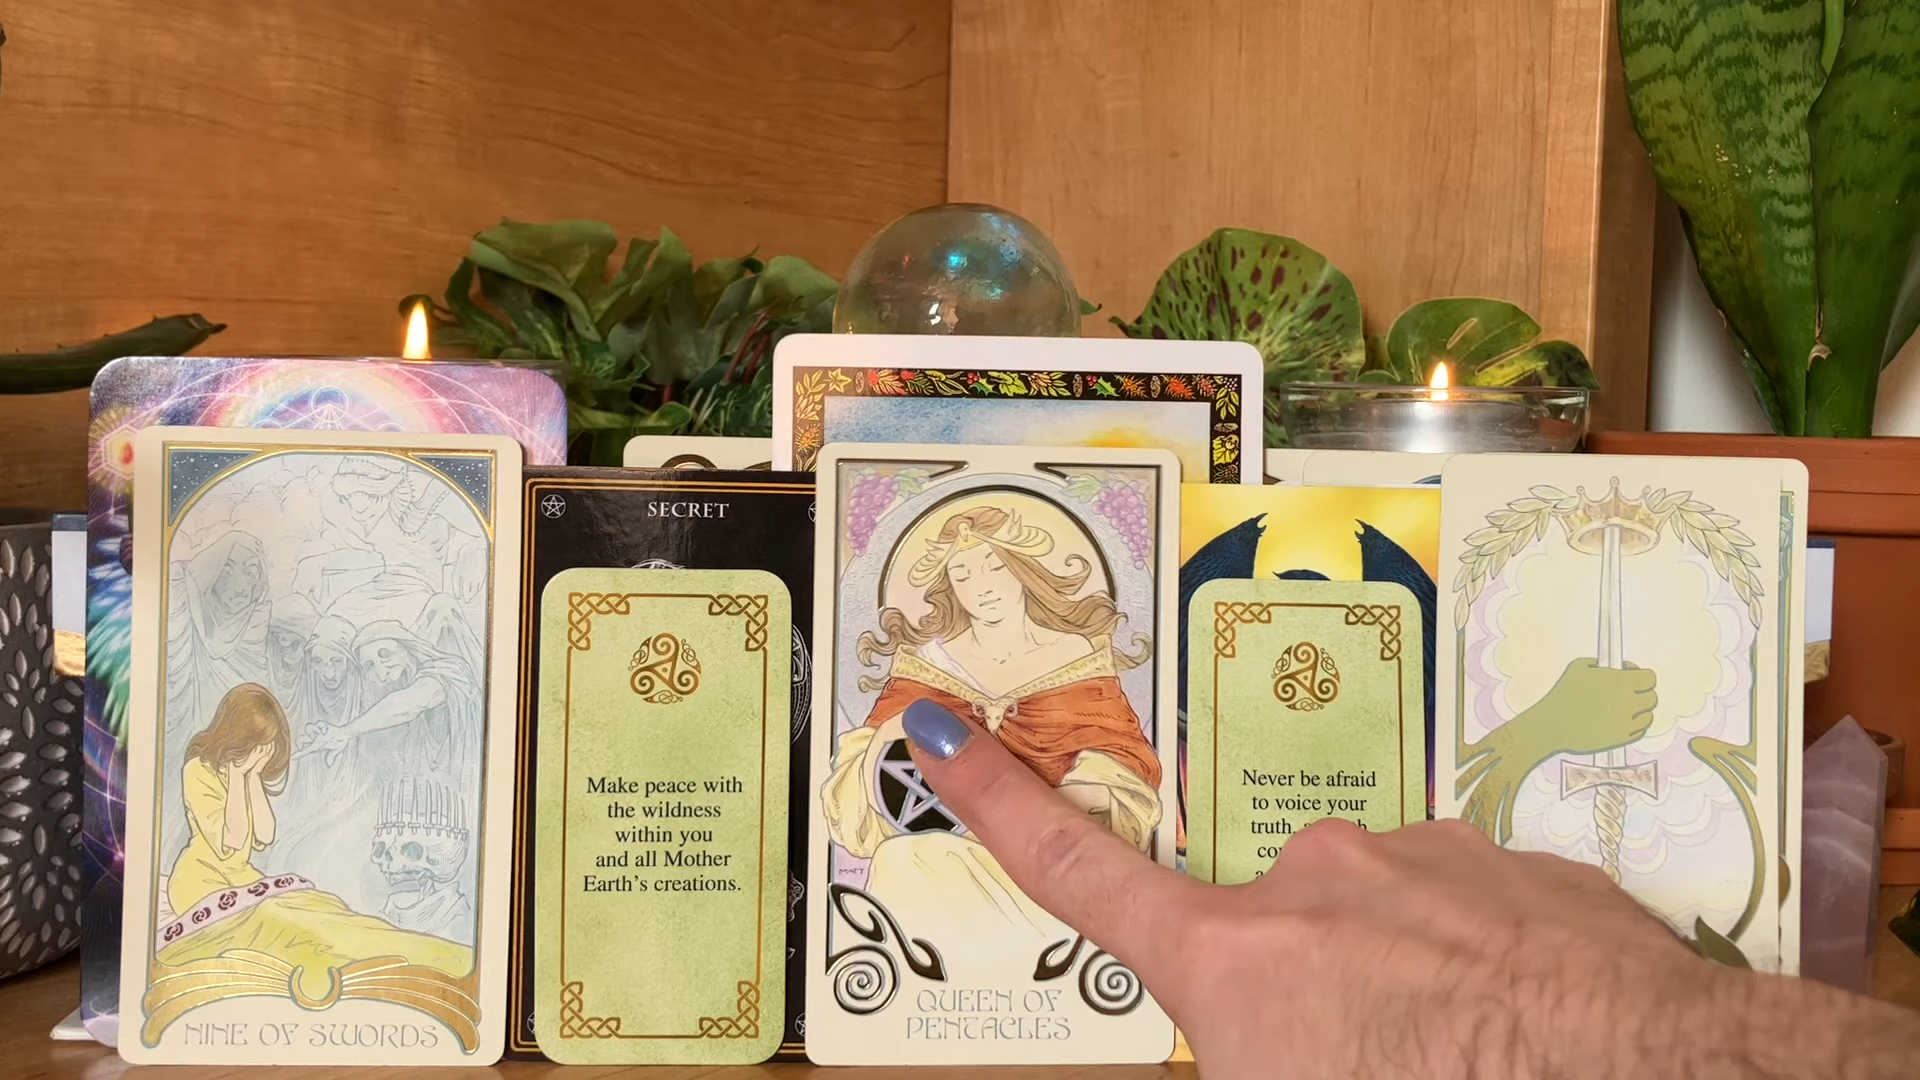 SECRET
Make peace with
the wildness
within you
and all Mother
Earth's creations.
Never be afraid
to voice your
truth,
MATT
NINE OF SWORDS
QUEEN OF
PENTACLES